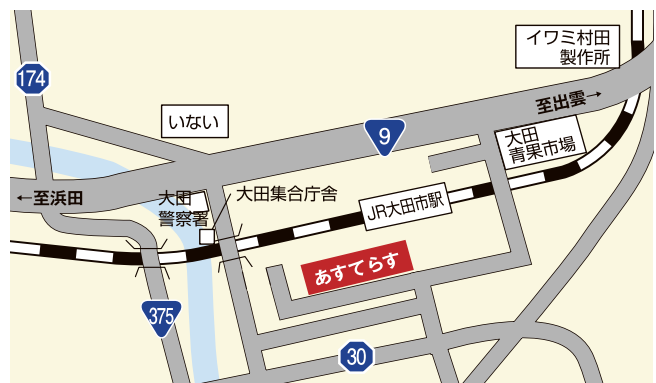 イワミ村田
製作所
174
至出雲→
いない
9
大田
青果市場
←至浜田
大田
警察署
大田集合庁舎
JR大田市駅
あすてらす
375
30